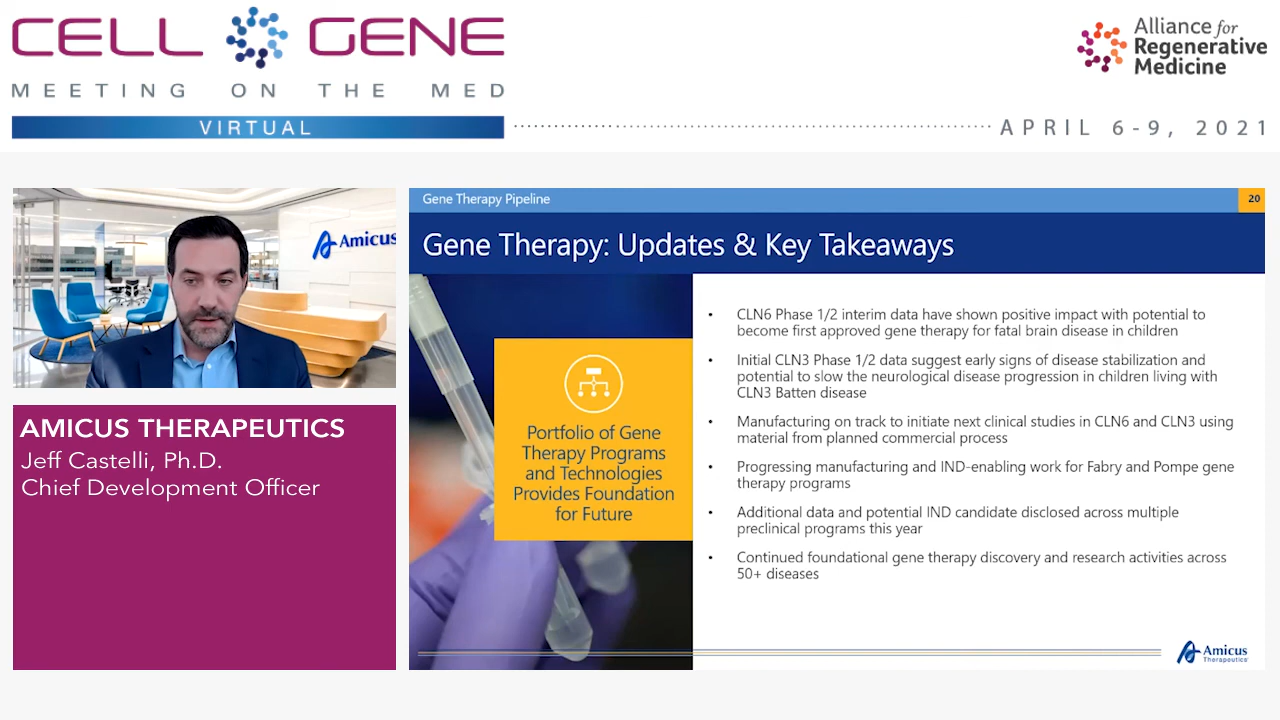 CELL GENE
MEETING ON THE MED
VIRTUAL
APRIL 6-9, 2021
Alliance for
Regenerative
Medicine
Amicus
AMICUS THERAPEUTICS
Jeff Castelli, Ph.D.
Chief Development Officer
Gene Therapy Pipeline
20
Gene Therapy: Updates & Key Takeaways
Portfolio of Gene
Therapy Programs
and Technologies
Provides Foundation
for Future
• CLN6 Phase 1/2 interim data have shown positive impact with potential to
become first approved gene therapy for fatal brain disease in children
• Initial CLN3 Phase 1/2 data suggest early signs of disease stabilization and
potential to slow the neurological disease progression in children living with
CLN3 Batten disease
• Manufacturing on track to initiate next clinical studies in CLN6 and CLN3 using
material from planned commercial process
• Progressing manufacturing and IND-enabling work for Fabry and Pompe gene
therapy programs
• Additional data and potential IND candidate disclosed across multiple
preclinical programs this year
• Continued foundational gene therapy discovery and research activities across
50+ diseases
Amicus
Therapeutics